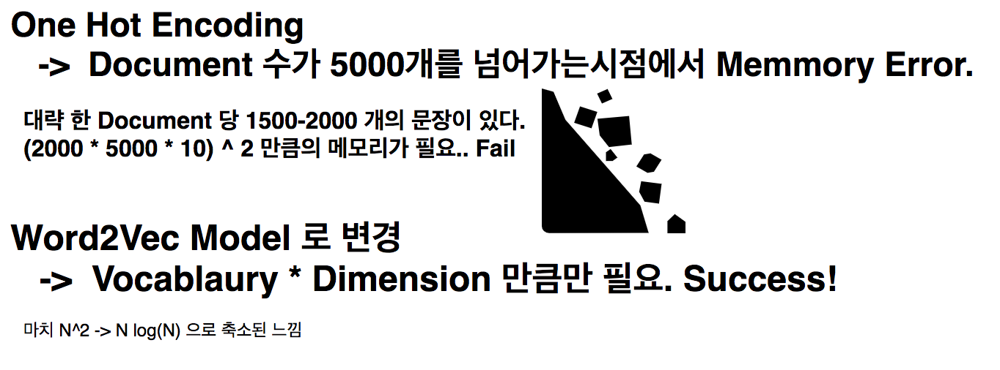 One Hot Encoding
-> Document 수가 5000개를 넘어가는시점에서 Memmory Error.
대략 한 Document 당 1500-2000 개의 문장이 있다.
(2000 * 5000 * 10) ^ 2 만큼의 메모리가 필요.. Fail
Word2Vec Model 로 변경
-> Vocablaury * Dimension 만큼만 필요. Success!
마치 N^2 -> N log(N) 으로 축소된 느낌